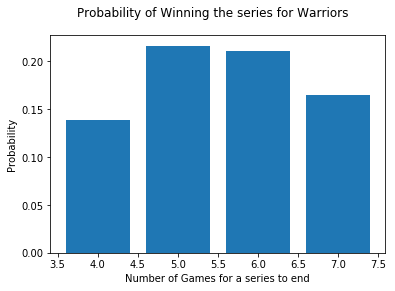 Probability of Winning the series for Warriors
0.20
0.15
0.10
0.05
0.00
Probability
3.5 4.0 4.5 5.0 5.5 6.0 6.5 7.0 7.5
Number of Games for a series to end